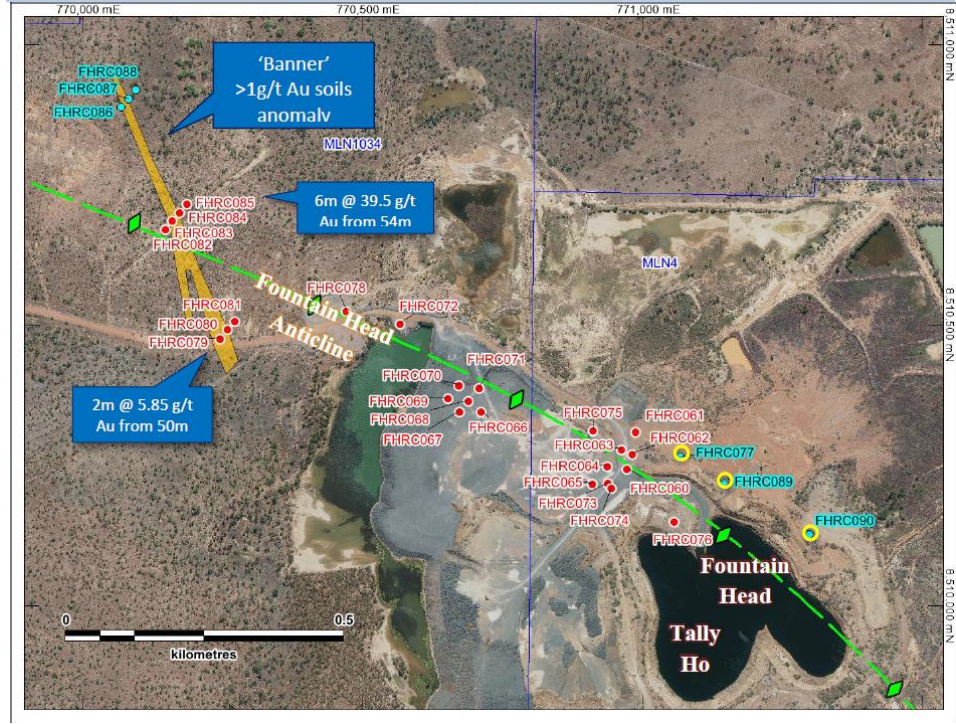 770,000 mE
770,500 mE
771,000 mE
8,511,000 mN
FHRC088
FHRC087
FHRC086
'Banner'
>1g/t Au soils
anomaly
MLN1034
6m @ 39.5 g/t
Au from 54m
FHRC085
FHRC084
FHRC083
FHRC082
MLN4
FHRC081
FHRC080
FHRC079
FHRC078
FHRC072
Fountain Head
Anticline
8,510,500 mN
2m @ 5.85 g/t
Au from 50m
FHRC071
FHRC070
FHRC069
FHRC068
FHRC067
FHRC066
FHRC075
FHRC061
FHRC063
FHRC062
FHRC077
FHRC064
FHRC065
FHRC060
FHRC089
FHRC073
FHRC074
FHRC076
FHRC090
Fountain
Head
Tally
Ho
8,510,000 mN
0
0.5
kilometres